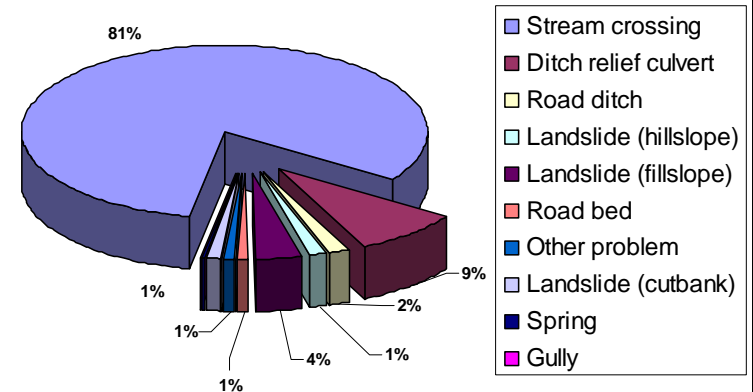 81%
9%
2%
1%
4%
1%
1%
1%
Stream crossing
Ditch relief culvert
Road ditch
Landslide (hillslope)
Landslide (fillslope)
Road bed
Other problem
Landslide (cutbank)
Spring
Gully